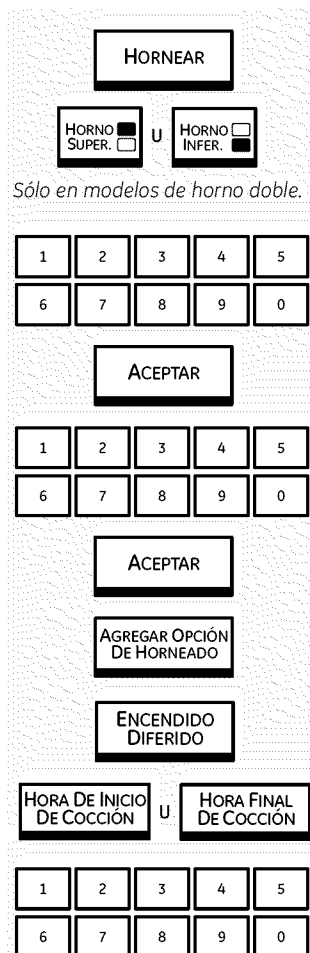 HORNEAR
HORNO U HORNO
SUPER. INFER.
Sólo en modelos de horno doble.
1 2 3 4 5
6 7 8 9 0
ACEPTAR
1 2 3 4 5
6 7 8 9 0
ACEPTAR
AGREGAR OPCIÓN
DE HORNEADO
ENCENDIDO
DIFERIDO
HORA DE INICIO
DE COCCIÓN
U
HORA FINAL
DE COCCIÓN
1 2 3 4 5
6 7 8 9 0